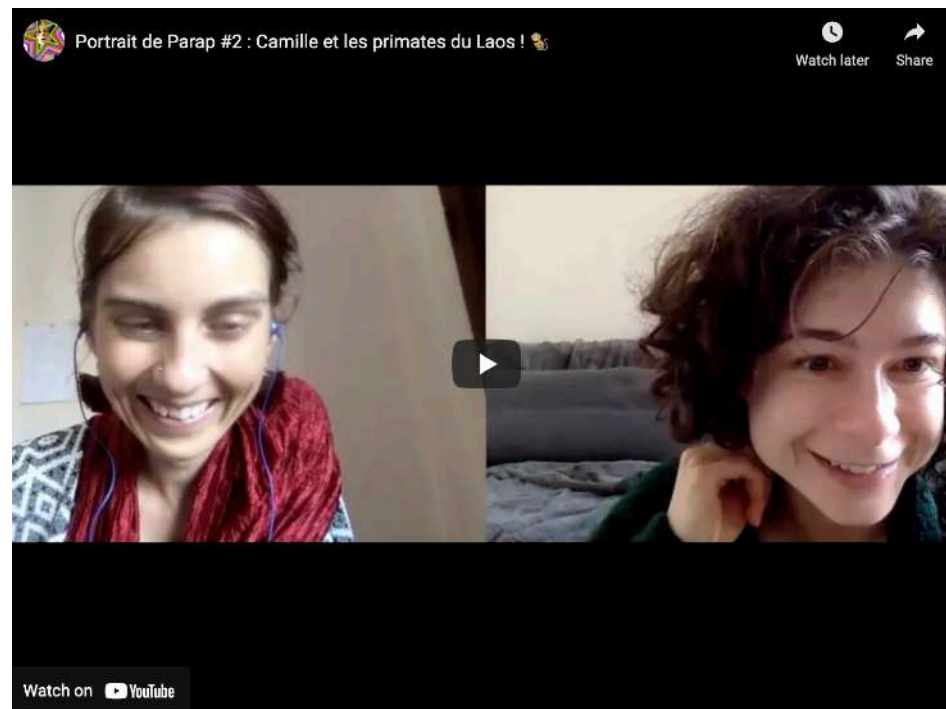 Portrait de Parap #2 : Camille et les primates du Laos ! 🐒
Watch later
Share
Watch on YouTube